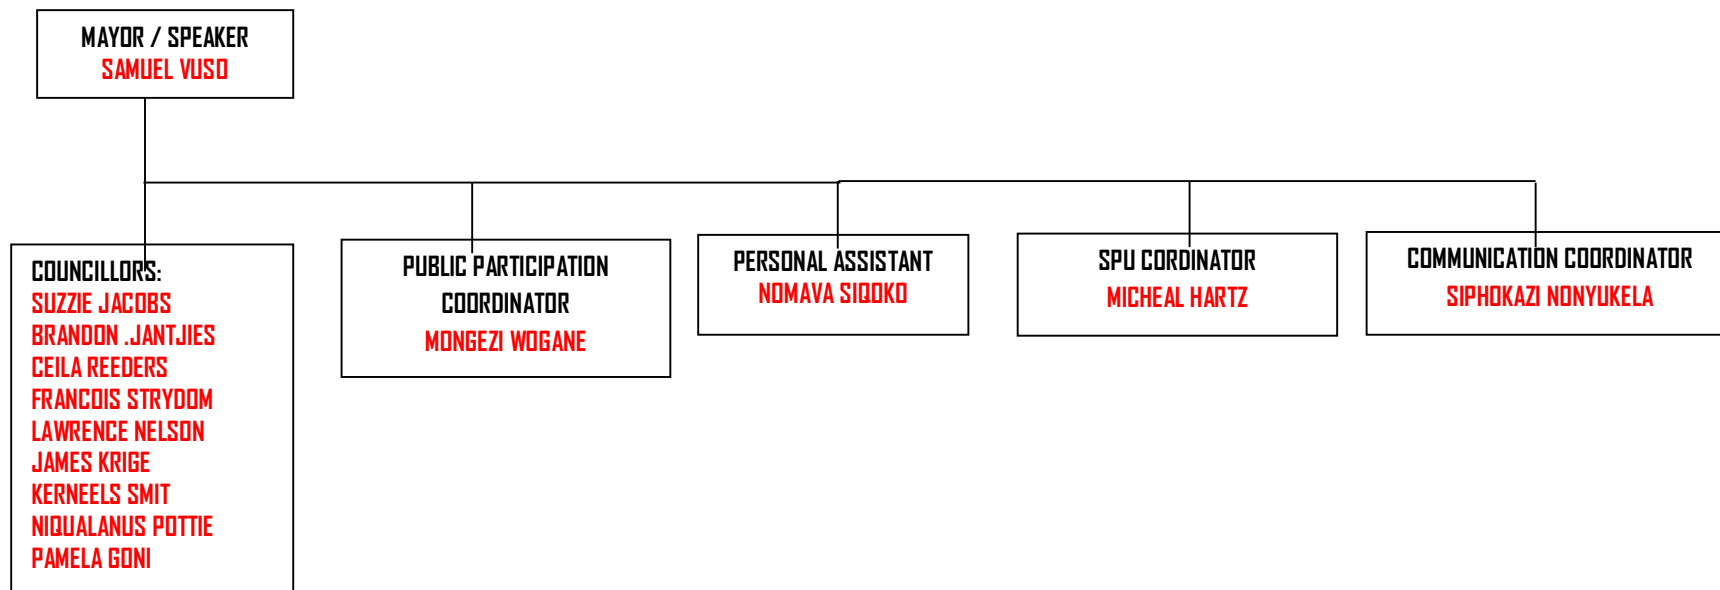 MAYOR / SPEAKER
SAMUEL VUSO
COUNCILLORS:
SUZZIE JACOBS
BRANDON .JANTJIES
CEILA REEDERS
FRANCOIS STRYDOM
LAWRENCE NELSON
JAMES KRIGE
KERNEELS SMIT
NIQUALANUS POTTIE
PAMELA GONI
PUBLIC PARTICIPATION
COORDINATOR
MONGEZI WOGANE
PERSONAL ASSISTANT
NOMAVA SIQOKO
SPU CORDINATOR
MICHEAL HARTZ
COMMUNICATION COORDINATOR
SIPHOKAZI NONYUKELA